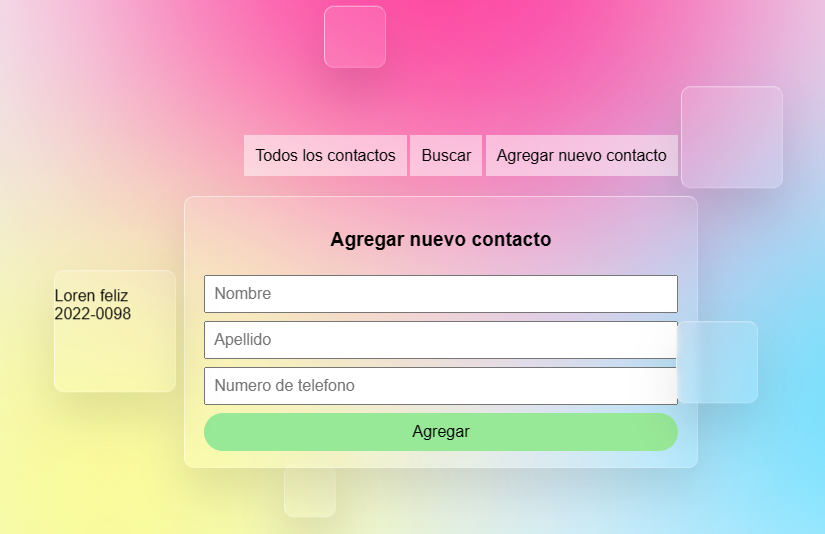 Todos los contactos Buscar Agregar nuevo contacto
Agregar nuevo contacto
Loren feliz
2022-0098
Nombre
Apellido
Numero de telefono
Agregar